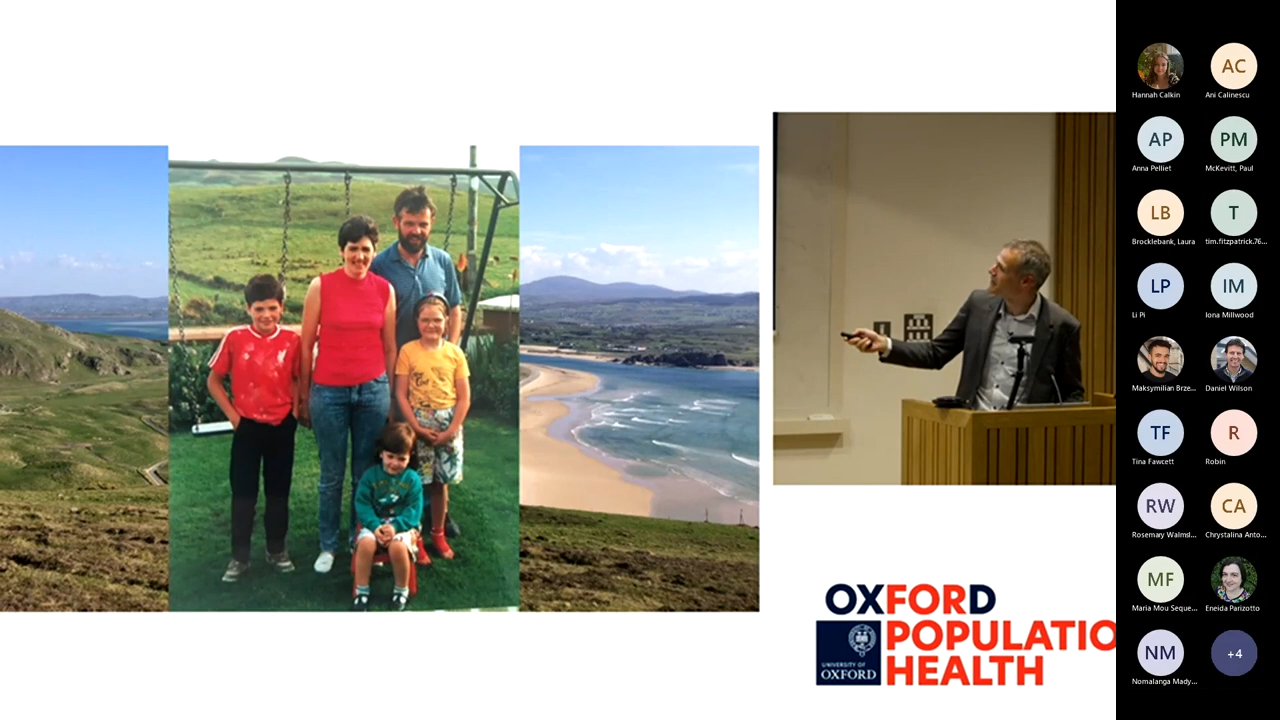 Hannah Calkin
AC
Ani Calinescu
AP
Anna Pelliet
PM
McKevitt, Paul
LB
Brocklebank, Laura
T
tim.fitzpatrick.76...
LP
Li Pi
IM
Iona Millwood
Maksymilian Brze...
Daniel Wilson
TF
Tina Fawcett
R
Robin
RW
Rosemary Walmsl...
CA
Chrystalina Anto...
MF
Maria Mou Seque...
Eneida Parizotto
NM
Nomalanga Mady...
+4
OXFORD
POPULATIO
HEALTH
UNIVERSITY OF
OXFORD